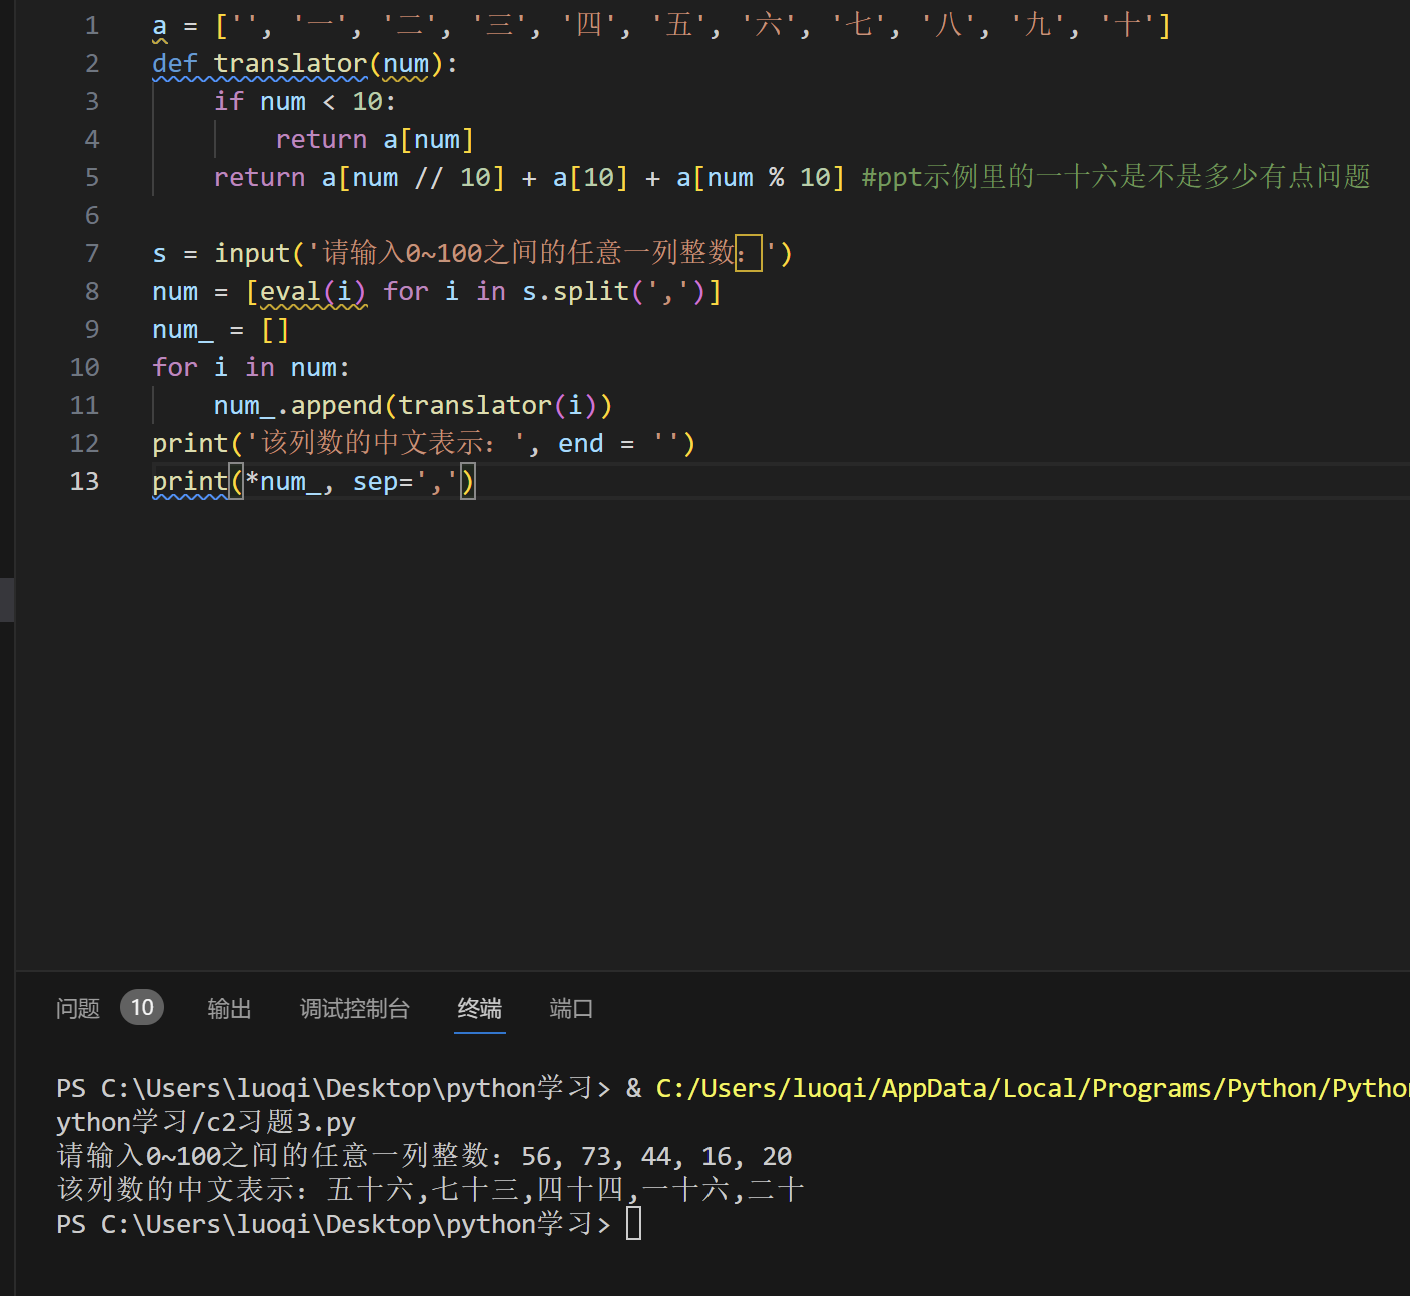 1 a = ['', '一', '二', '三', '四', '五', '六', '七', '八', '九', '十']
2 def translator(num):
3     if num < 10:
4         return a[num]
5     return a[num // 10] + a[10] + a[num % 10] #ppt示例里的一十六是不是多少有点问题
6
7 s = input('请输入0~100之间的任意一列整数：')
8 num = [eval(i) for i in s.split(',')]
9 num_ = []
10 for i in num:
11     num_.append(translator(i))
12 print('该列数的中文表示：', end = '')
13 print(*num_, sep=',')
问题 10 输出 调试控制台 终端 端口
PS C:\Users\luoqi\Desktop\python学习> & C:/Users/luoqi/AppData/Local/Programs/Python/Pytho
ython学习/c2习题3.py
请输入0~100之间的任意一列整数：56, 73, 44, 16, 20
该列数的中文表示：五十六,七十三,四十四,一十六,二十
PS C:\Users\luoqi\Desktop\python学习>